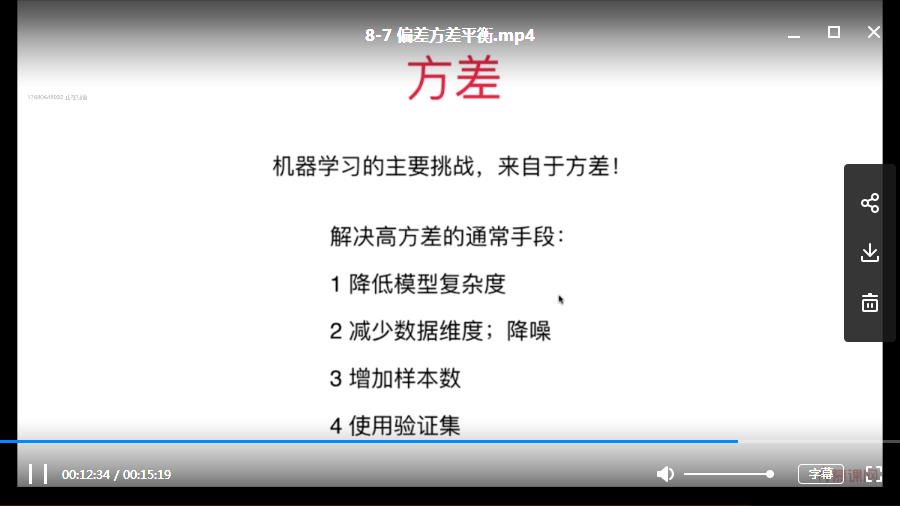 8-7 偏差方差平衡.mp4
方差
机器学习的主要挑战，来自于方差！
解决高方差的通常手段：
1 降低模型复杂度
2 减少数据维度；降噪
3 增加样本数
4 使用验证集
00:12:34 / 00:15:19
字幕